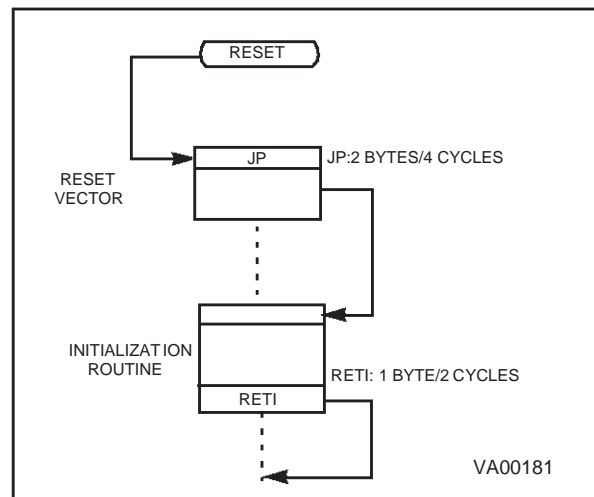 RESET
JP
JP:2 BYTES/4 CYCLES
RESET
VECTOR
INITIALIZATION
ROUTINE
RETI: 1 BYTE/2 CYCLES
RETI
VA00181